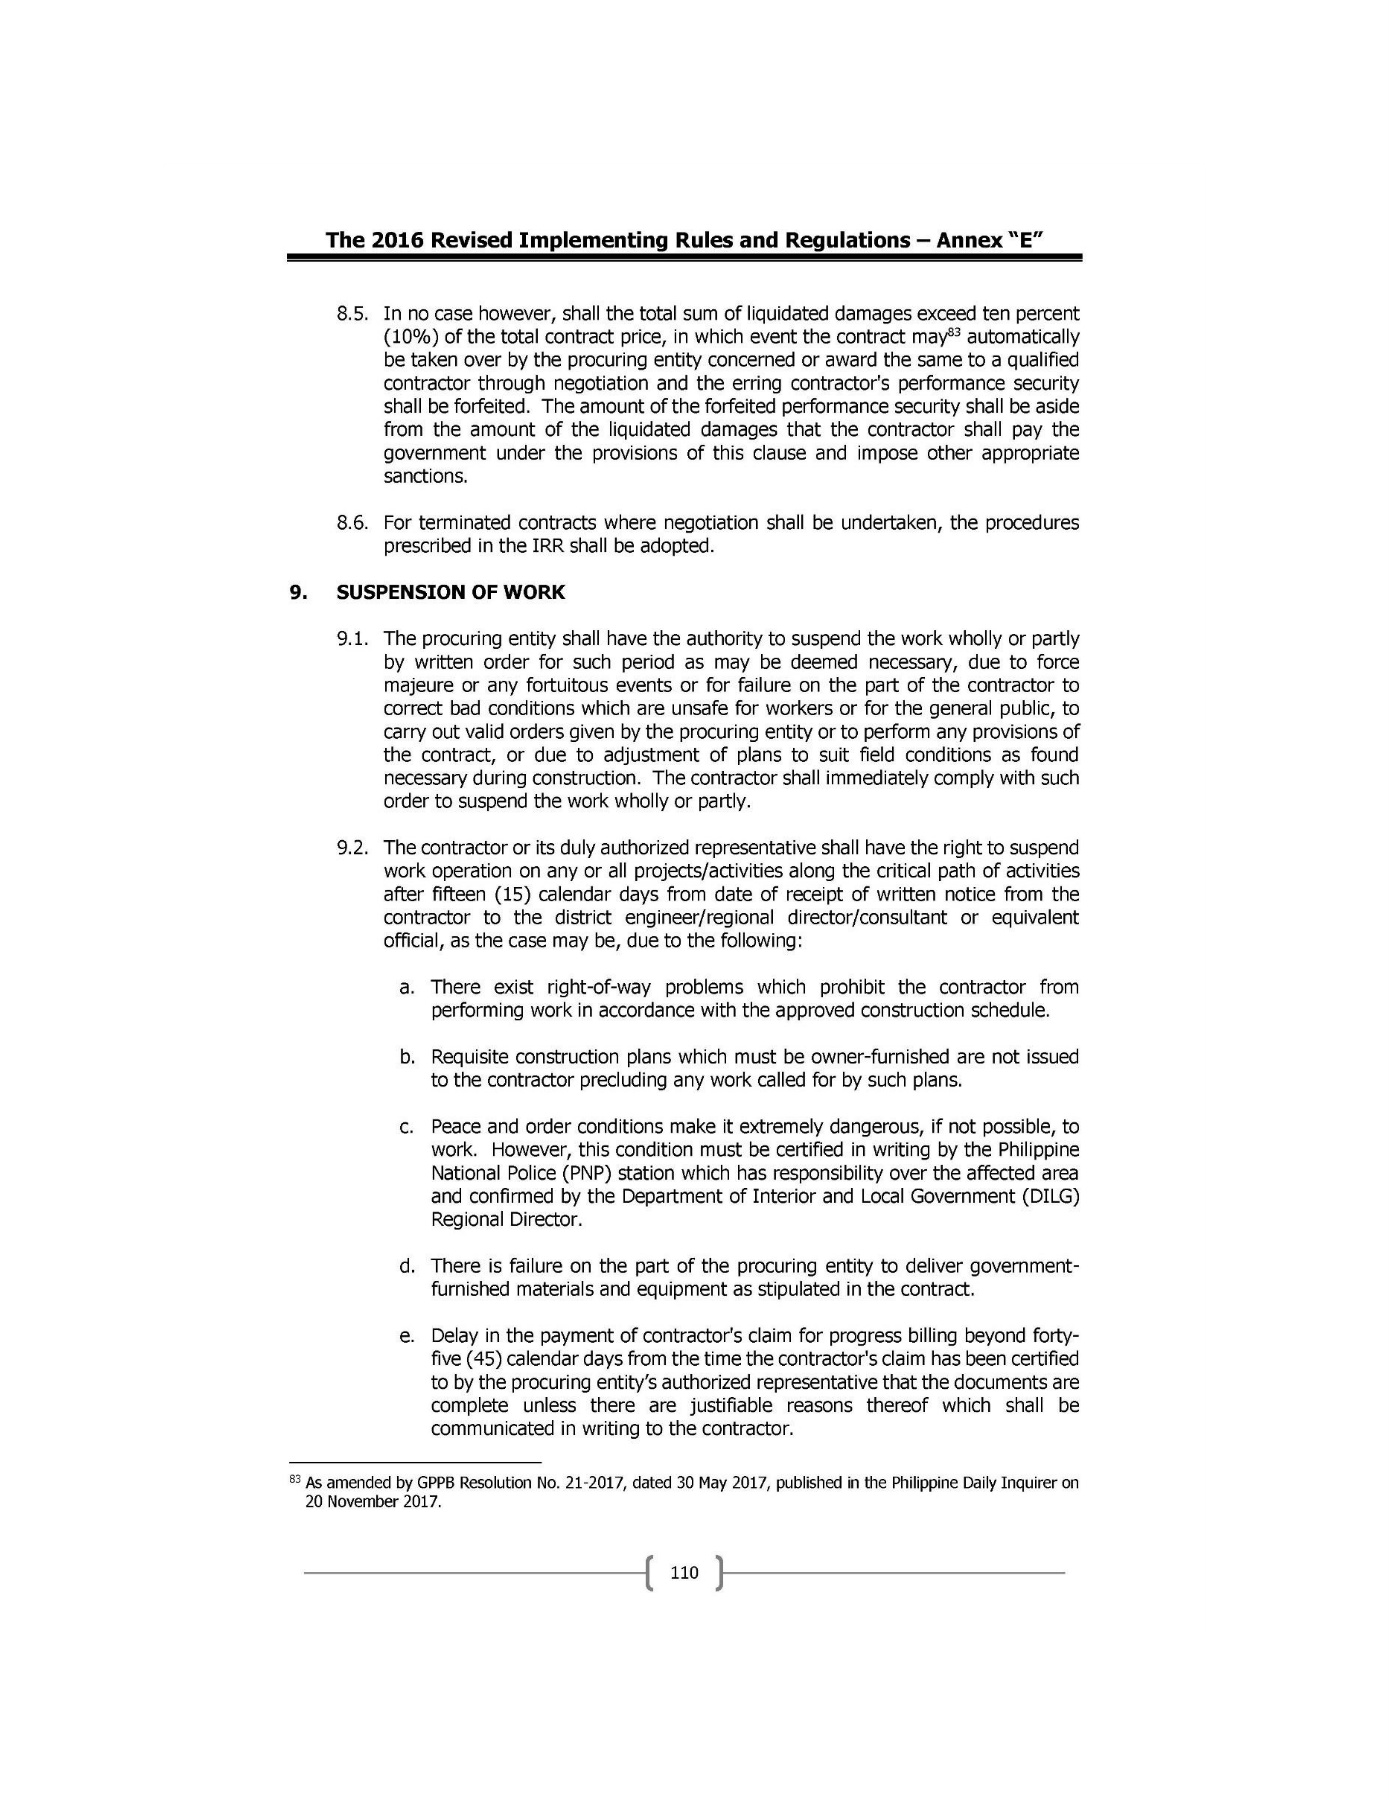 The 2016 Revised Implementing Rules and Regulations – Annex “E”
8.5. In no case however, shall the total sum of liquidated damages exceed ten percent
(10%) of the total contract price, in which event the contract may83 automatically
be taken over by the procuring entity concerned or award the same to a qualified
contractor through negotiation and the erring contractor's performance security
shall be forfeited. The amount of the forfeited performance security shall be aside
from the amount of the liquidated damages that the contractor shall pay the
government under the provisions of this clause and impose other appropriate
sanctions.
8.6. For terminated contracts where negotiation shall be undertaken, the procedures
prescribed in the IRR shall be adopted.
9. SUSPENSION OF WORK
9.1. The procuring entity shall have the authority to suspend the work wholly or partly
by written order for such period as may be deemed necessary, due to force
majeure or any fortuitous events or for failure on the part of the contractor to
correct bad conditions which are unsafe for workers or for the general public, to
carry out valid orders given by the procuring entity or to perform any provisions of
the contract, or due to adjustment of plans to suit field conditions as found
necessary during construction. The contractor shall immediately comply with such
order to suspend the work wholly or partly.
9.2. The contractor or its duly authorized representative shall have the right to suspend
work operation on any or all projects/activities along the critical path of activities
after fifteen (15) calendar days from date of receipt of written notice from the
contractor to the district engineer/regional director/consultant or equivalent
official, as the case may be, due to the following:
a. There exist right-of-way problems which prohibit the contractor from
performing work in accordance with the approved construction schedule.
b. Requisite construction plans which must be owner-furnished are not issued
to the contractor precluding any work called for by such plans.
c. Peace and order conditions make it extremely dangerous, if not possible, to
work. However, this condition must be certified in writing by the Philippine
National Police (PNP) station which has responsibility over the affected area
and confirmed by the Department of Interior and Local Government (DILG)
Regional Director.
d. There is failure on the part of the procuring entity to deliver government-
furnished materials and equipment as stipulated in the contract.
e. Delay in the payment of contractor's claim for progress billing beyond forty-
five (45) calendar days from the time the contractor's claim has been certified
to by the procuring entity’s authorized representative that the documents are
complete unless there are justifiable reasons thereof which shall be
communicated in writing to the contractor.
83 As amended by GPPB Resolution No. 21-2017, dated 30 May 2017, published in the Philippine Daily Inquirer on
20 November 2017.
110